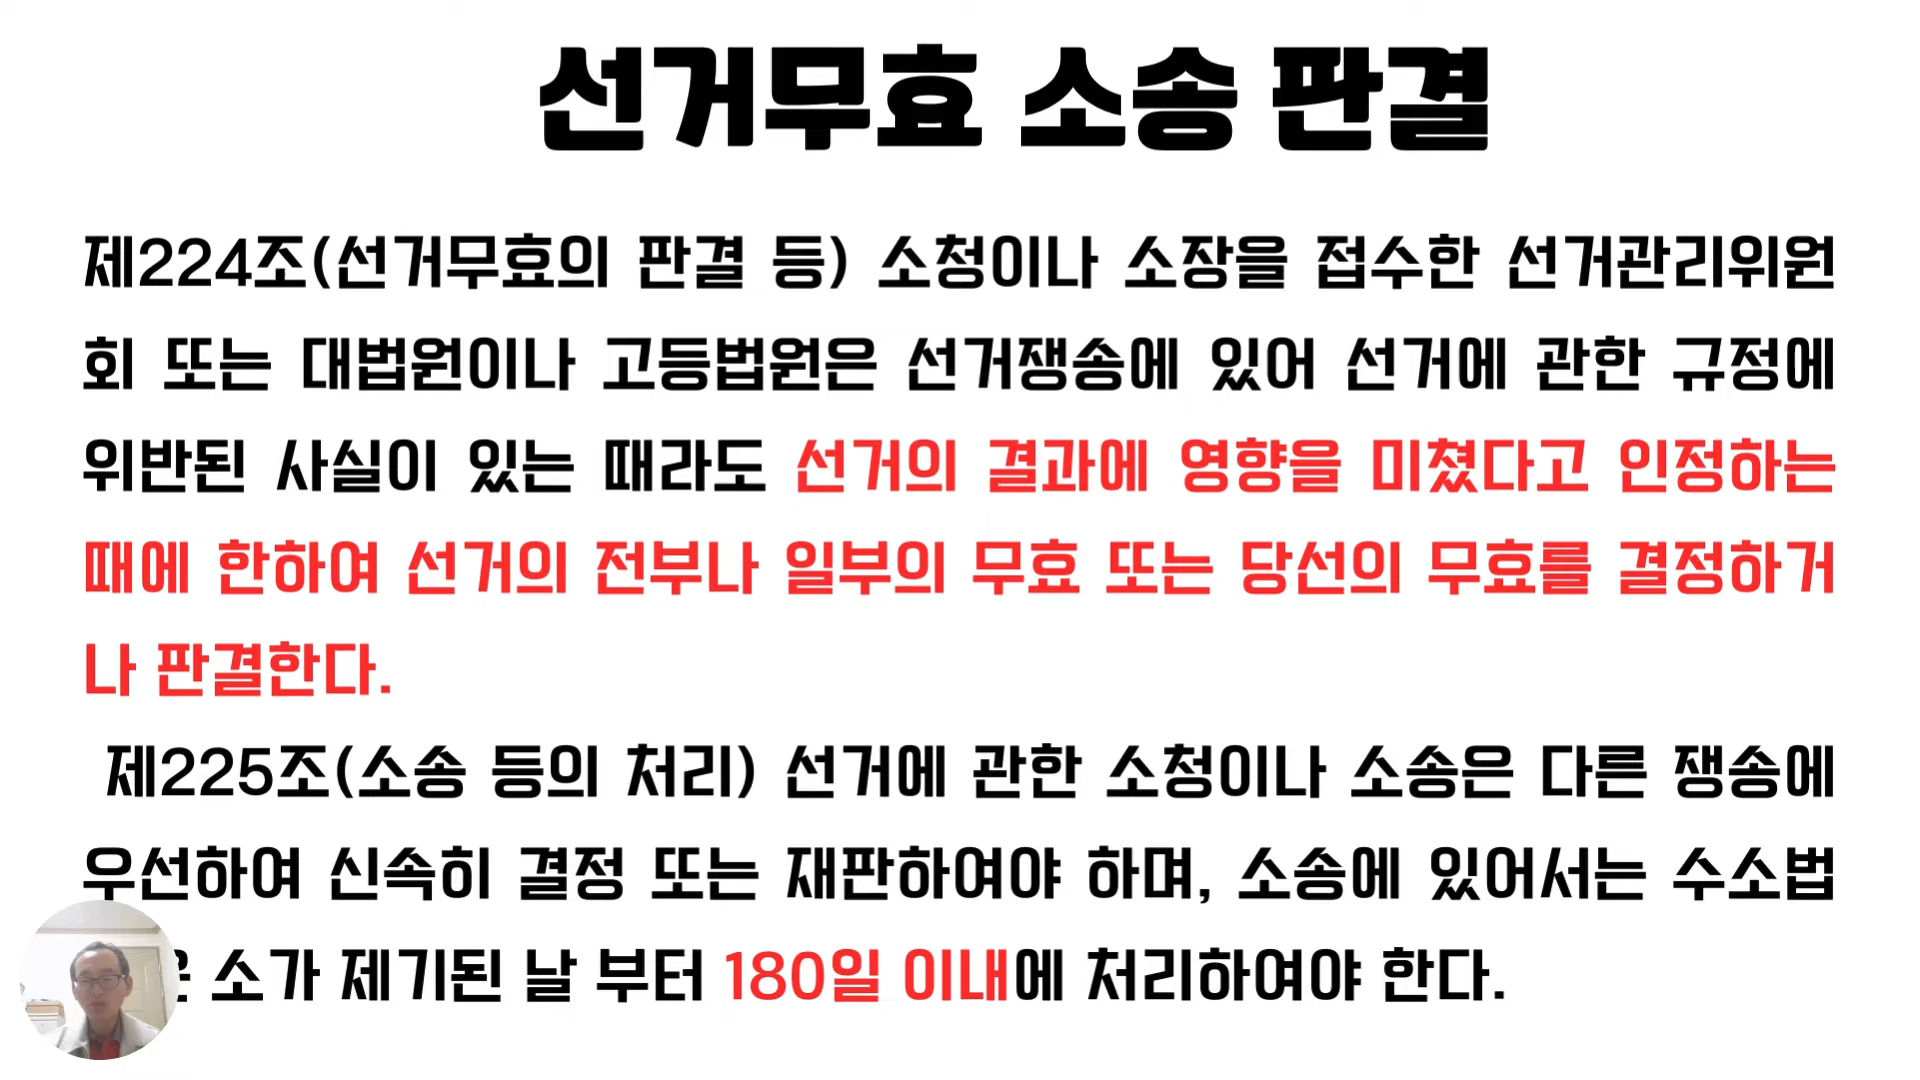 선거무효 소송 판결
제224조(선거무효의 판결 등) 소청이나 소장을 접수한 선거관리위원
회 또는 대법원이나 고등법원은 선거쟁송에 있어 선거에 관한 규정에
위반된 사실이 있는 때라도 선거의 결과에 영향을 미쳤다고 인정하는
때에 한하여 선거의 전부나 일부의 무효 또는 당선의 무효를 결정하거
나 판결한다.
제225조(소송 등의 처리) 선거에 관한 소청이나 소송은 다른 쟁송에
우선하여 신속히 결정 또는 재판하여야 하며, 소송에 있어서는 수소법
소가 제기된 날 부터 180일 이내에 처리하여야 한다.